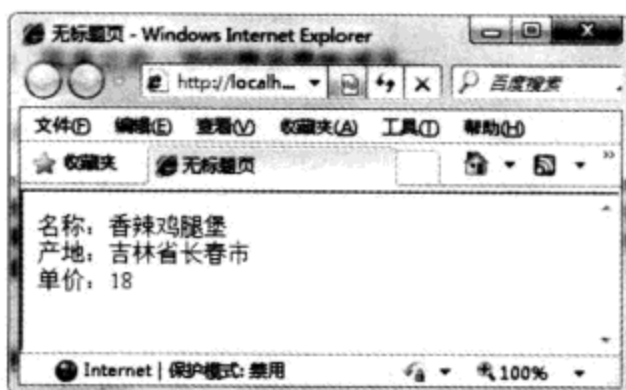 无标题页 - Windows Internet Explorer
http://localh...
百度搜索
文件(F) 编辑(E) 查看(V) 收藏夹(A) 工具(T) 帮助(H)
收藏夹 无标题页
名称：香辣鸡腿堡
产地：吉林省长春市
单价：18
Internet | 保护模式: 禁用 100%